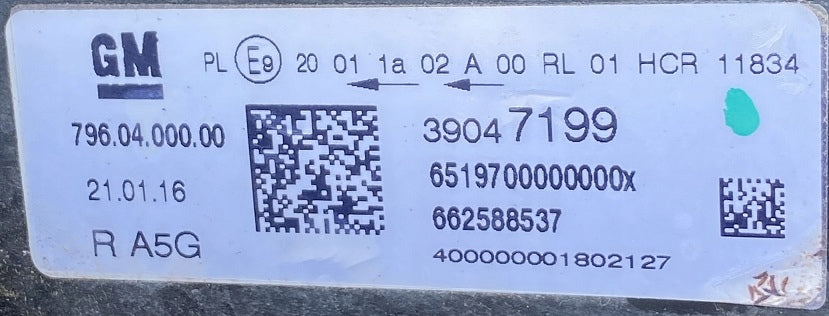 GM
PL E9 20 01 1a 02 A 00 RL 01 HCR 11834
796.04.000.00
39047199
21.01.16
6519700000000X
662588537
R A5G
400000001802127